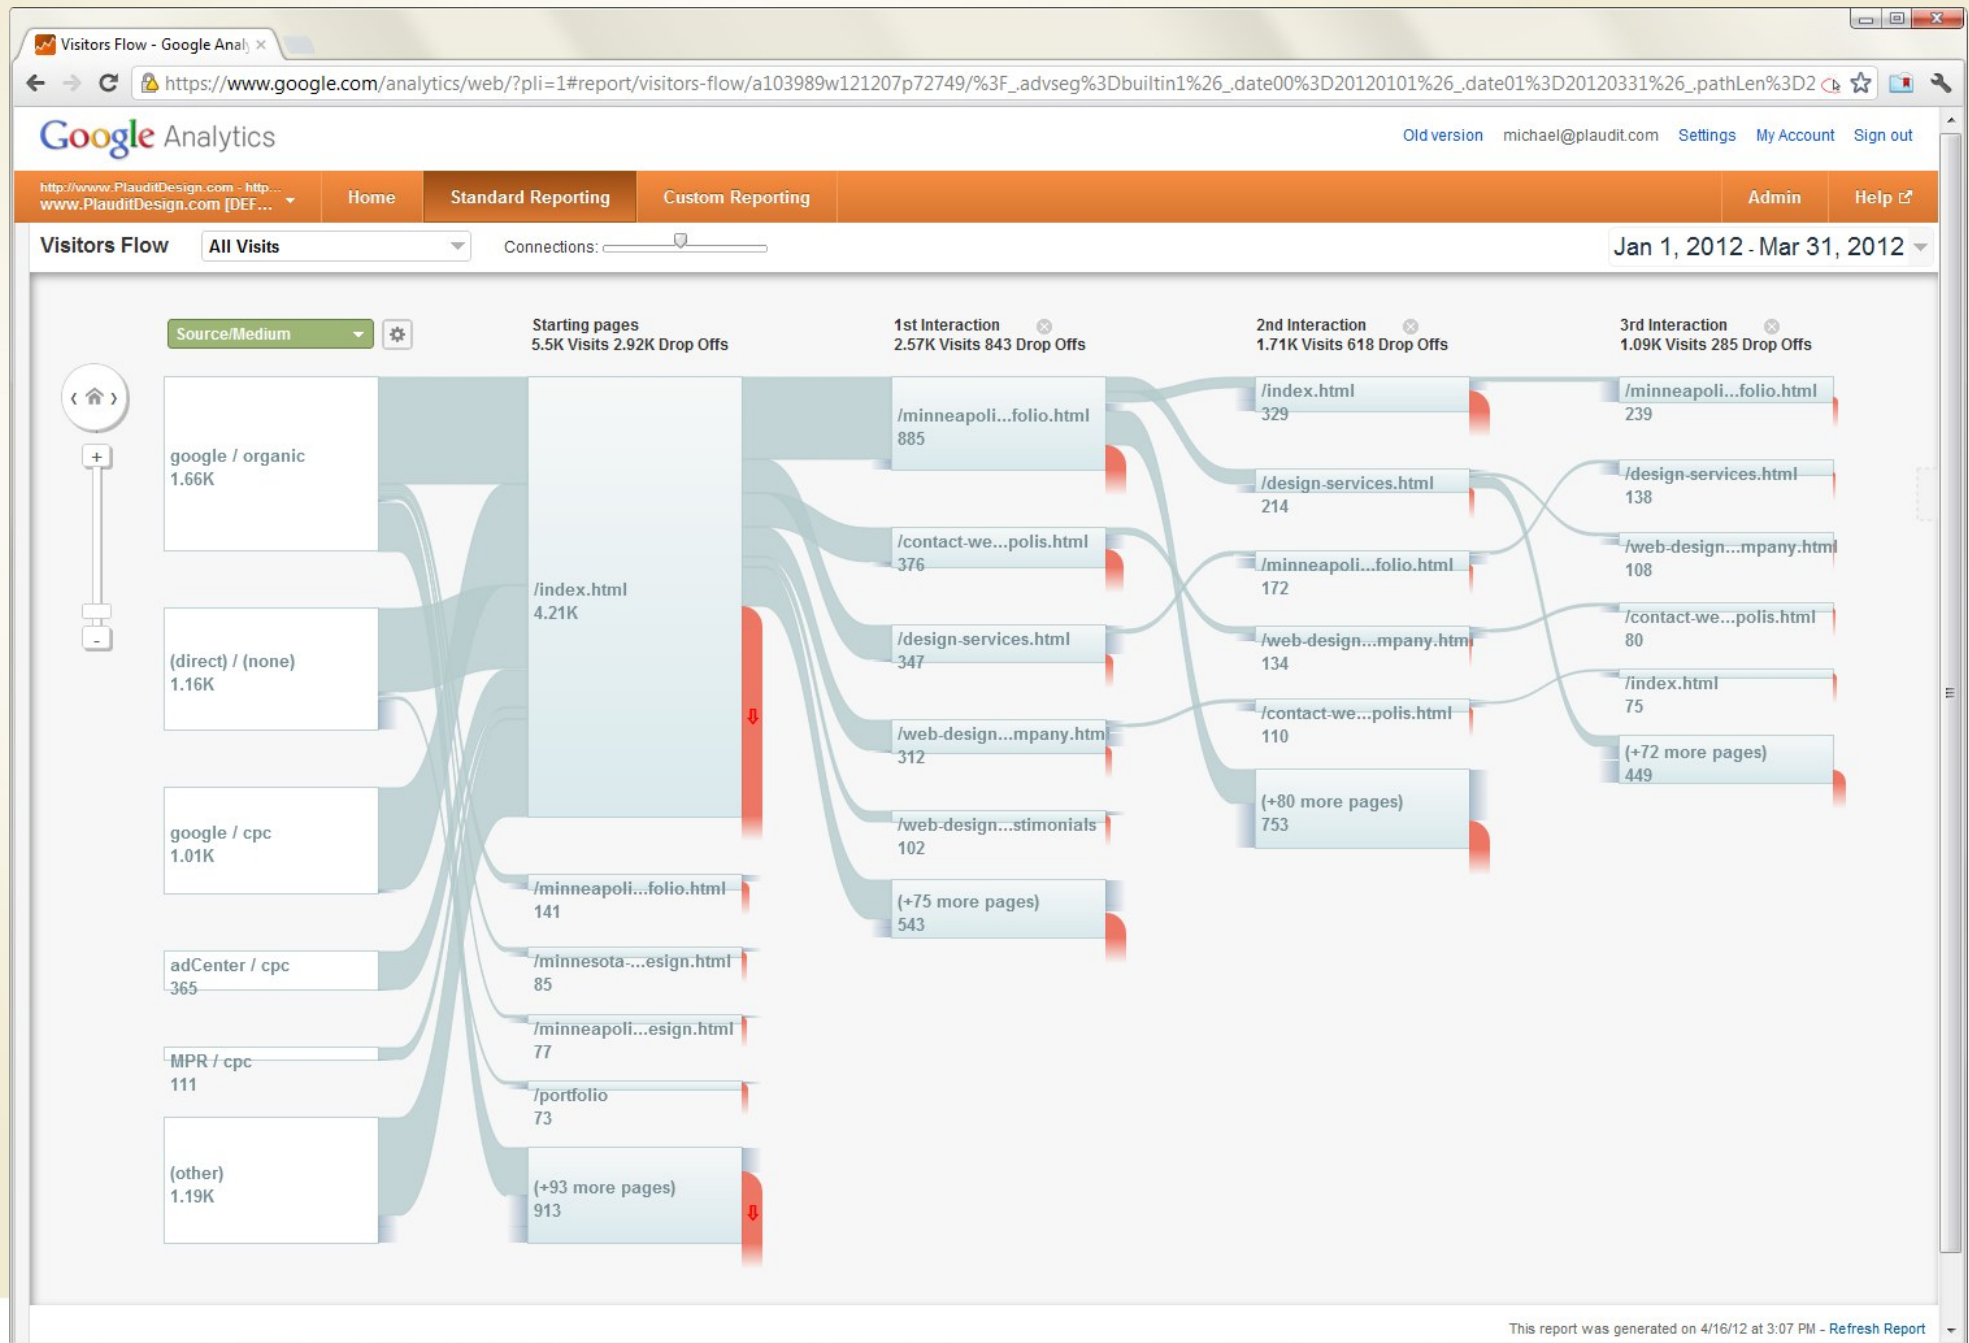 Visitors Flow - Google Analy
https://www.google.com/analytics/web/?pli=1#report/visitors-flow/a103989w121207p72749/%3F_.advseg%3Dbuiltin1%26_.date00%3D20120101%26_.date01%3D20120331%26_.pathLen%3D2
Google Analytics
Old version michael@plaudit.com Settings My Account Sign out
http://www.PlauditDesign.com - http...
www.PlauditDesign.com [DEF...
Home Standard Reporting Custom Reporting Admin Help
Visitors Flow All Visits Connections: Jan 1, 2012 - Mar 31, 2012
Source/Medium
google / organic
1.66K
(direct) / (none)
1.16K
google / cpc
1.01K
adCenter / cpc
365
MPR / cpc
111
(other)
1.19K
Starting pages
5.5K Visits 2.92K Drop Offs
/index.html
4.21K
/minneapoli...folio.html
141
/minnesota-...esign.html
85
/minneapoli...esign.html
77
/portfolio
73
(+93 more pages)
913
1st Interaction
2.57K Visits 843 Drop Offs
/minneapoli...folio.html
885
/contact-we...polis.html
376
/design-services.html
347
/web-design...mpany.html
312
/web-design...stimonials
102
(+75 more pages)
543
2nd Interaction
1.71K Visits 618 Drop Offs
/index.html
329
/design-services.html
214
/minneapoli...folio.html
172
/web-design...mpany.html
134
/contact-we...polis.html
110
(+80 more pages)
753
3rd Interaction
1.09K Visits 285 Drop Offs
/minneapoli...folio.html
239
/design-services.html
138
/web-design...mpany.html
108
/contact-we...polis.html
80
/index.html
75
(+72 more pages)
449
This report was generated on 4/16/12 at 3:07 PM - Refresh Report